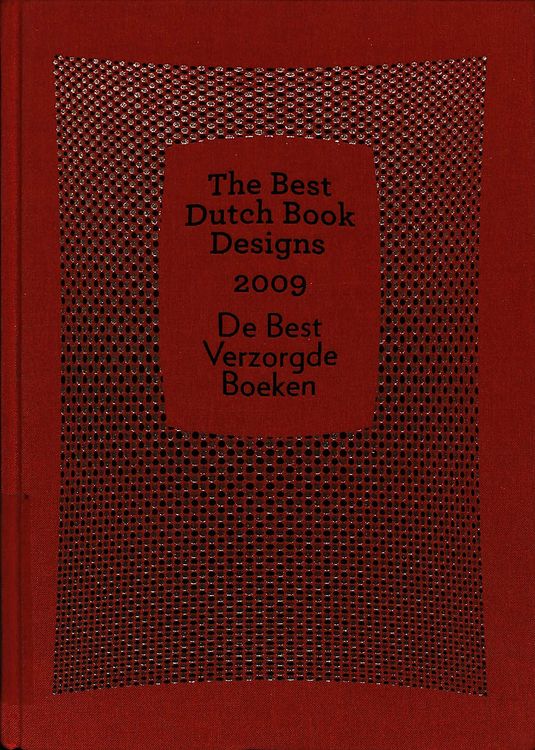 The Best
Dutch Book
Designs
2009
De Best
Verzorgde
Boeken